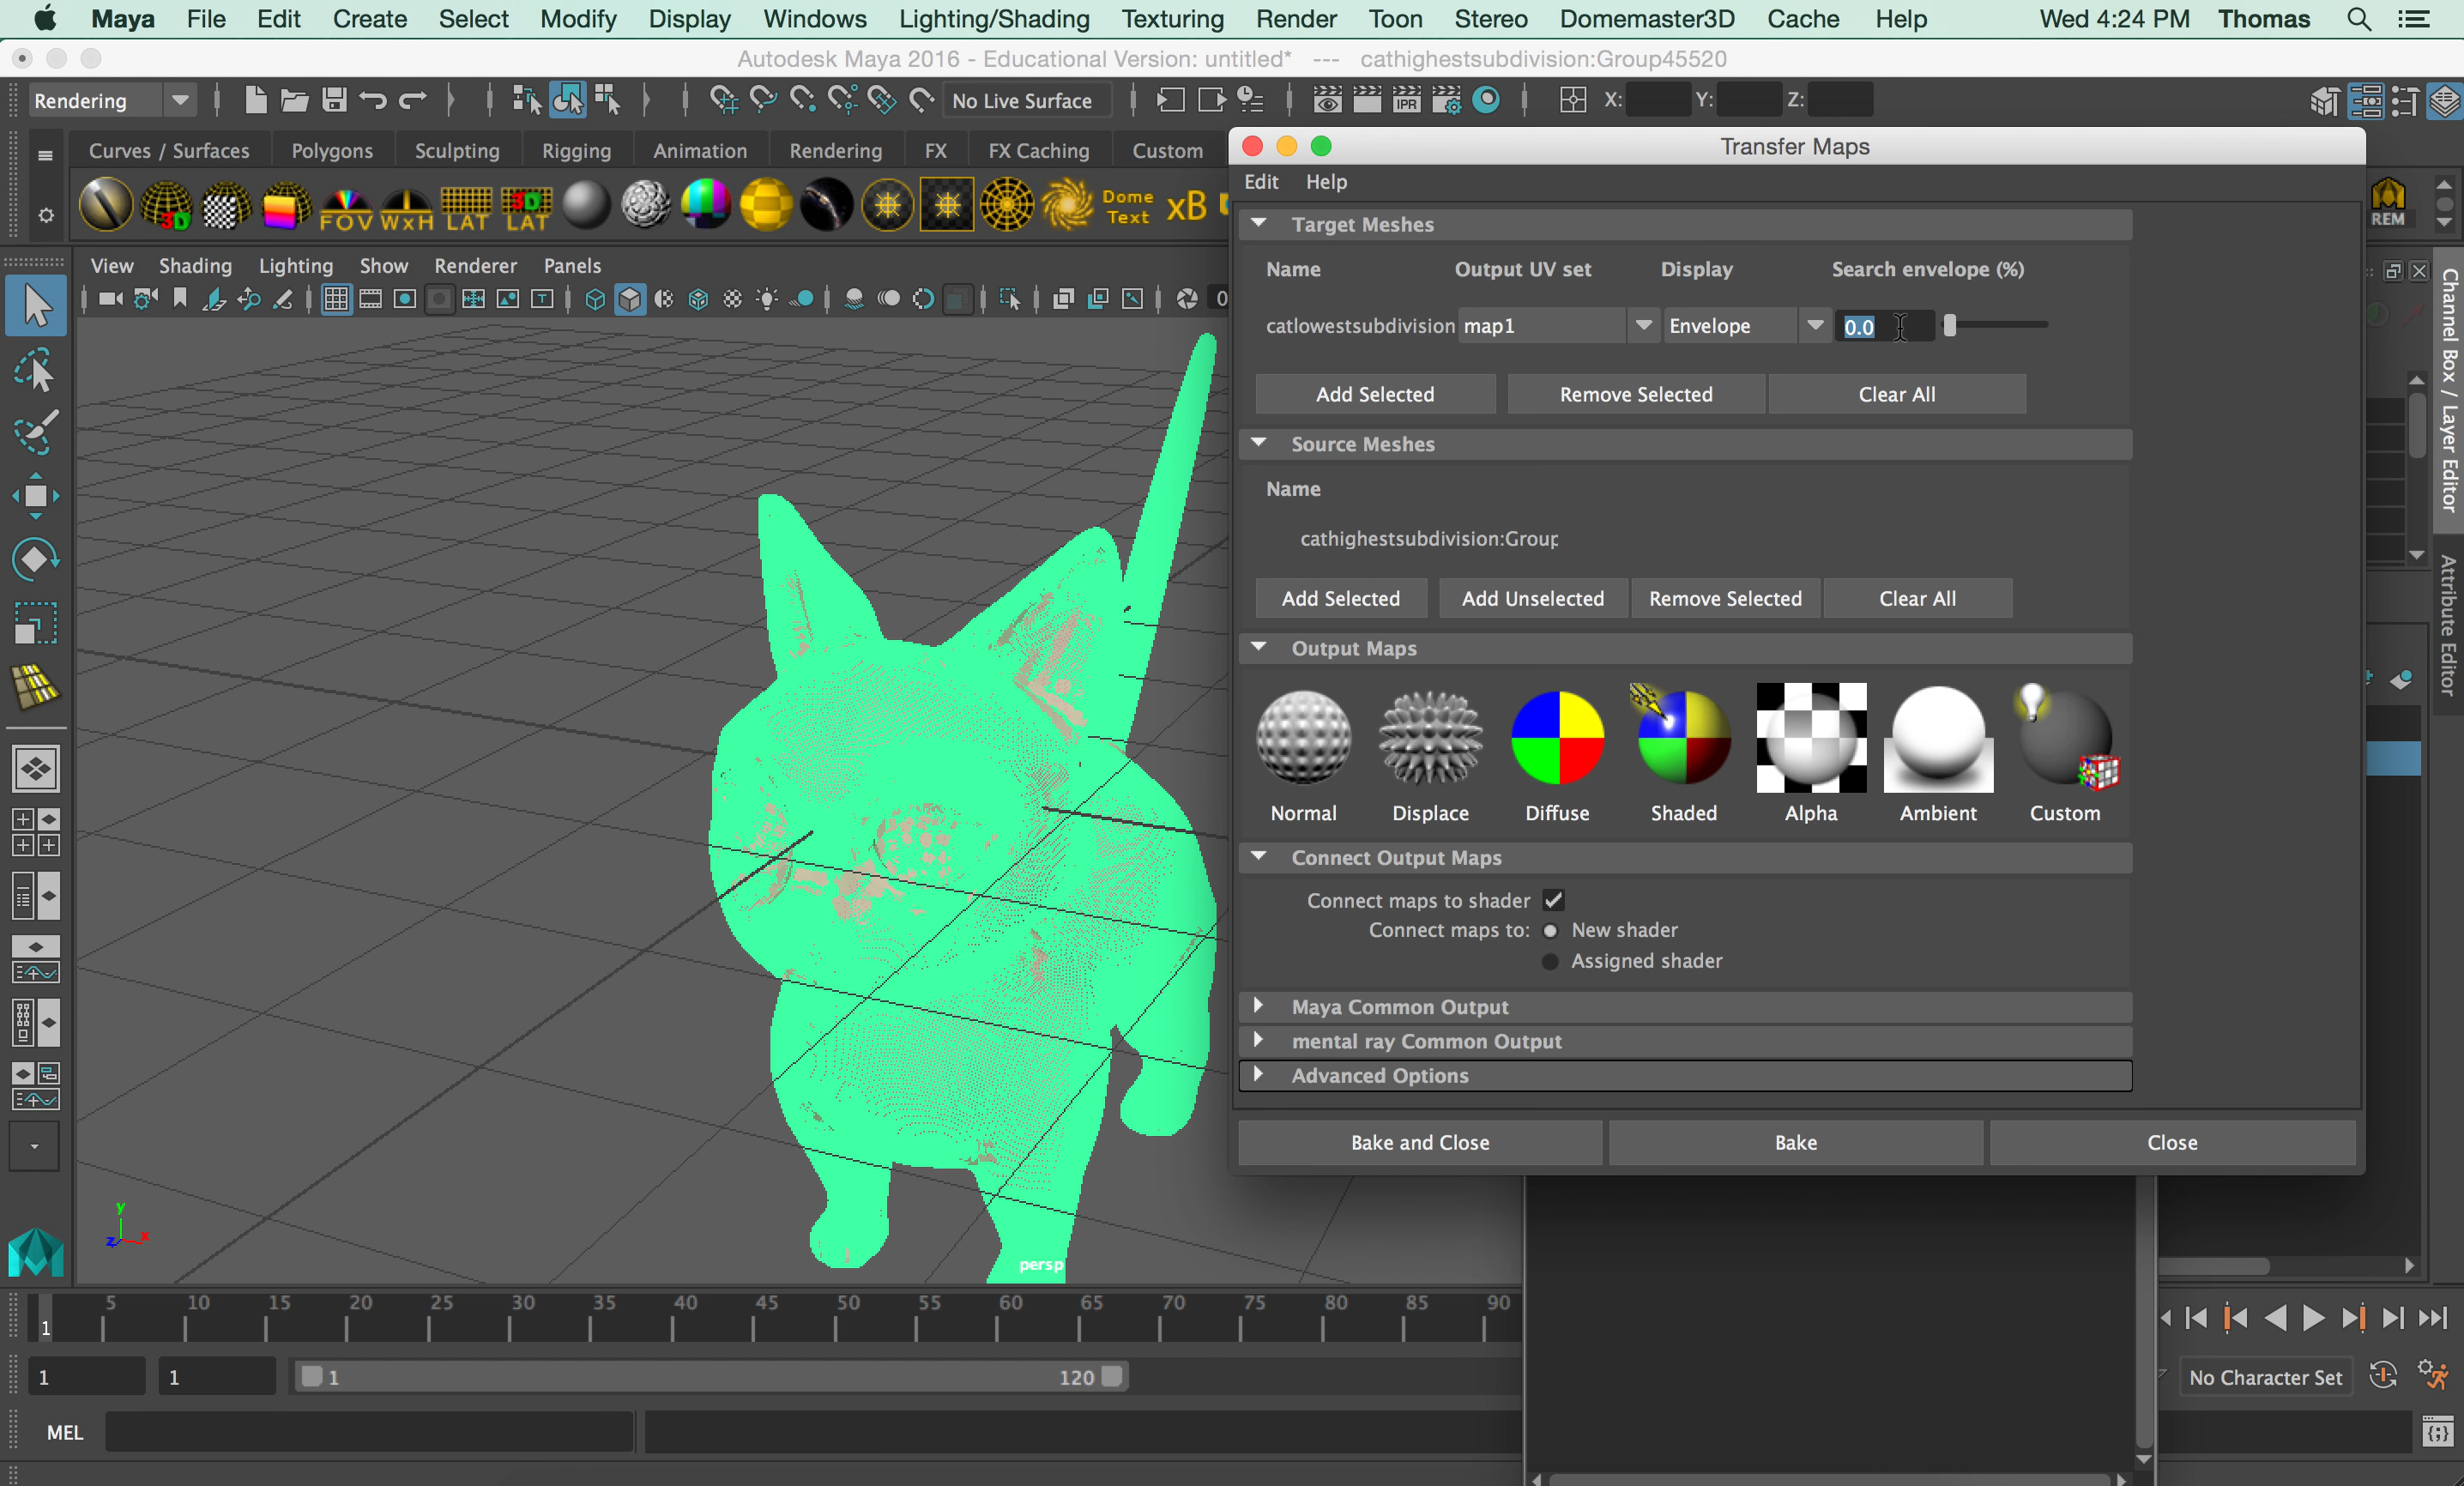 Maya File Edit Create Select Modify Display Windows Lighting/Shading Texturing Render Toon Stereo Domemaster3D Cache Help Wed 4:24 PM Thomas
Autodesk Maya 2016 - Educational Version: untitled* --- cathighestsubdivision:Group45520
Rendering No Live Surface IPR X: Y: Z:
Curves / Surfaces Polygons Sculpting Rigging Animation Rendering FX FX Caching Custom
3D FOV WxH LAT 3D LAT Dome Text xB REM
View Shading Lighting Show Renderer Panels
0
persp
y
z x
Transfer Maps
Edit Help
Target Meshes
Name Output UV set Display Search envelope (%)
catlowestsubdivision map1 Envelope 0.0
Add Selected Remove Selected Clear All
Source Meshes
Name
cathighestsubdivision:Group
Add Selected Add Unselected Remove Selected Clear All
Output Maps
Normal Displace Diffuse Shaded Alpha Ambient Custom
Connect Output Maps
Connect maps to shader
Connect maps to: New shader
Assigned shader
Maya Common Output
mental ray Common Output
Advanced Options
Bake and Close Bake Close
Channel Box / Layer Editor
Attribute Editor
5 10 15 20 25 30 35 40 45 50 55 60 65 70 75 80 85 90
1
1 1 1 120 No Character Set
MEL